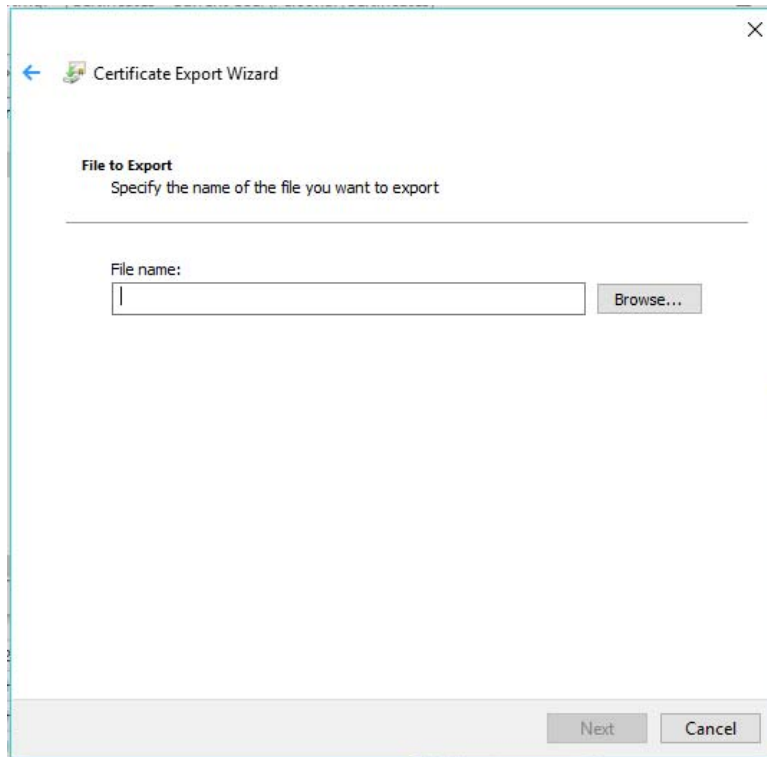 Certificate Export Wizard
File to Export
Specify the name of the file you want to export
File name:
Browse...
Next
Cancel